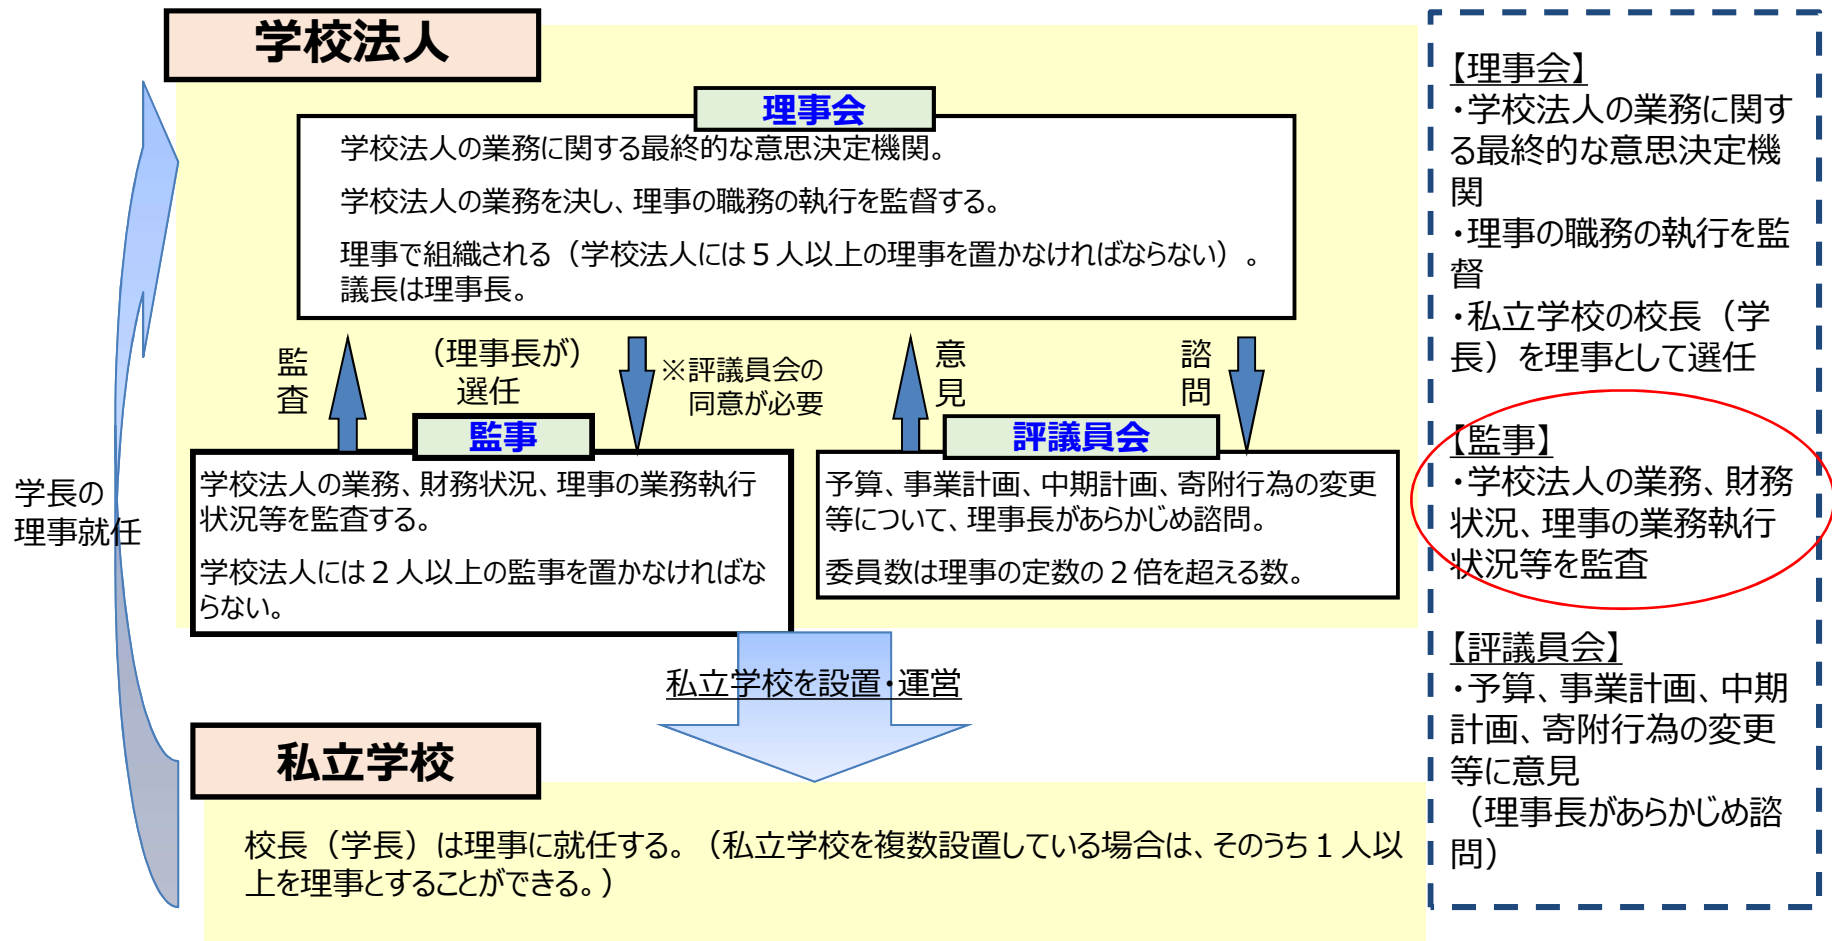 学校法人
理事会
学校法人の業務に関する最終的な意思決定機関。
学校法人の業務を決し、理事の職務の執行を監督する。
理事で組織される（学校法人には５人以上の理事を置かなければならない）。
議長は理事長。
監査
（理事長が）
選任
※評議員会の
同意が必要
意見
諮問
監事
学校法人の業務、財務状況、理事の業務執行
状況等を監査する。
学校法人には２人以上の監事を置かなければな
らない。
評議員会
予算、事業計画、中期計画、寄附行為の変更
等について、理事長があらかじめ諮問。
委員数は理事の定数の２倍を超える数。
学長の
理事就任
私立学校を設置・運営
私立学校
校長（学長）は理事に就任する。（私立学校を複数設置している場合は、そのうち１人以
上を理事とすることができる。）
【理事会】
・学校法人の業務に関す
る最終的な意思決定機
関
・理事の職務の執行を監
督
・私立学校の校長（学
長）を理事として選任
【監事】
・学校法人の業務、財務
状況、理事の業務執行
状況等を監査
【評議員会】
・予算、事業計画、中期
計画、寄附行為の変更
等に意見
（理事長があらかじめ諮
問）